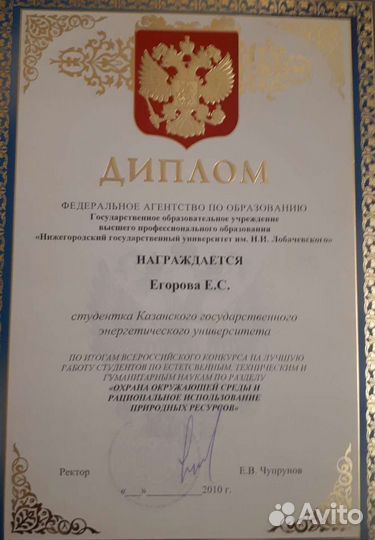 ДИПЛОМ
ФЕДЕРАЛЬНОЕ АГЕНТСТВО ПО ОБРАЗОВАНИЮ
Государственное образовательное учреждение
высшего профессионального образования
«Нижегородский государственный университет им. Н.И. Лобачевского»
НАГРАЖДАЕТСЯ
Егорова Е.С.
студентка Казанского государственного
энергетического университета
ПО ИТОГАМ ВСЕРОССИЙСКОГО КОНКУРСА НА ЛУЧШУЮ
РАБОТУ СТУДЕНТОВ ПО ЕСТЕСТВЕННЫМ, ТЕХНИЧЕСКИМ И
ГУМАНИТАРНЫМ НАУКАМ ПО РАЗДЕЛУ
«ОХРАНА ОКРУЖАЮЩЕЙ СРЕДЫ И
РАЦИОНАЛЬНОЕ ИСПОЛЬЗОВАНИЕ
ПРИРОДНЫХ РЕСУРСОВ»
Ректор Е.В. Чупрунов
«__»__________2010 г.
Avito